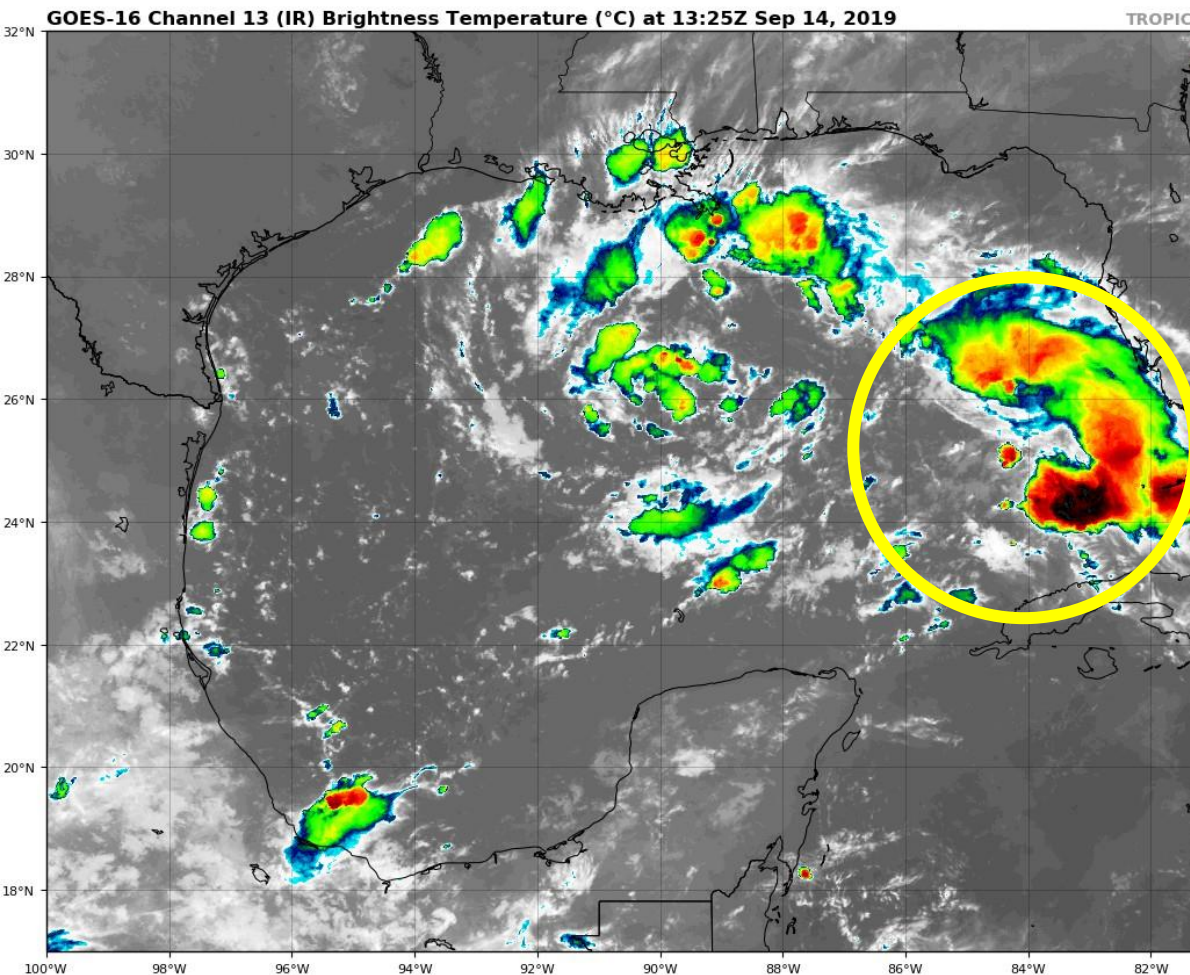 GOES-16 Channel 13 (IR) Brightness Temperature (°C) at 13:25Z Sep 14, 2019
TROPIC
32°N
30°N
28°N
26°N
24°N
22°N
20°N
18°N
100°W 98°W 96°W 94°W 92°W 90°W 88°W 86°W 84°W 82°W